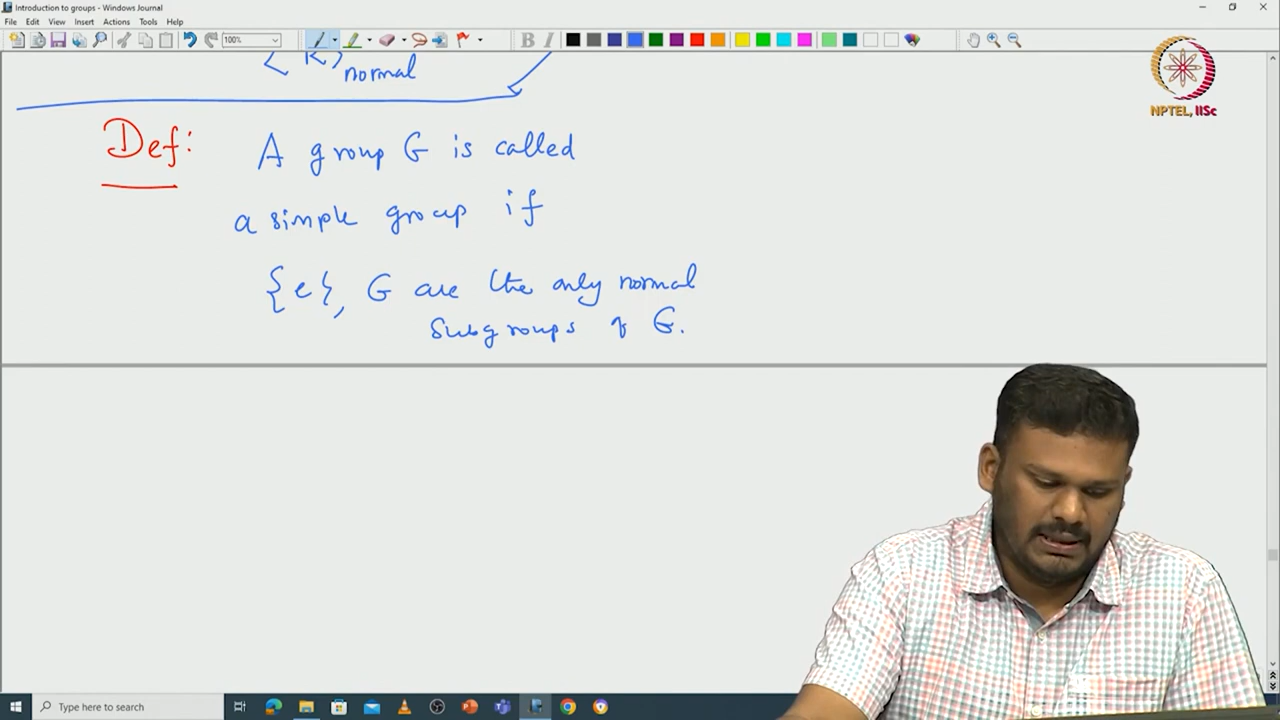 Introduction to groups - Windows Journal
File Edit View Insert Actions Tools Help
100%
B I
NPTEL, IISc
normal
Def: A group G is called
a simple group if
{e}, G are the only normal
Subgroups of G.
Type here to search